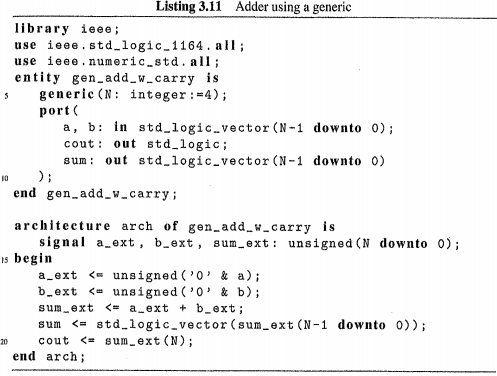 Listing 3.11 Adder using a generic
library ieee;
use ieee.std_logic_1164.all;
use ieee.numeric_std.all;
entity gen_add_w_carry is
5 generic(N: integer:=4);
port(
a, b: in std_logic_vector(N-1 downto 0);
cout: out std_logic;
sum: out std_logic_vector(N-1 downto 0)
10 );
end gen_add_w_carry;
architecture arch of gen_add_w_carry is
signal a_ext, b_ext, sum_ext: unsigned(N downto 0);
15 begin
a_ext <= unsigned('0' & a);
b_ext <= unsigned('0' & b);
sum_ext <= a_ext + b_ext;
sum <= std_logic_vector(sum_ext(N-1 downto 0));
20 cout <= sum_ext(N);
end arch;